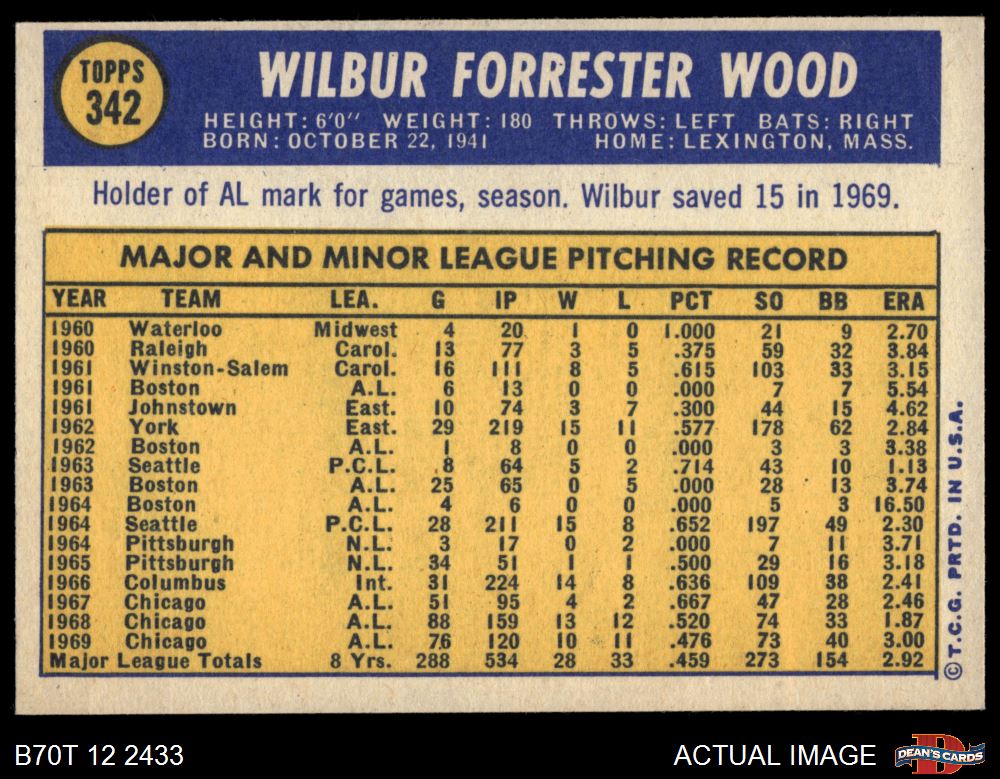 TOPPS
342
WILBUR FORRESTER WOOD
HEIGHT: 6'0" WEIGHT: 180 THROWS: LEFT BATS: RIGHT
BORN: OCTOBER 22, 1941 HOME: LEXINGTON, MASS.
Holder of AL mark for games, season. Wilbur saved 15 in 1969.
MAJOR AND MINOR LEAGUE PITCHING RECORD
YEAR TEAM LEA. G IP W L PCT SO BB ERA
1960 Waterloo Midwest 4 20 1 0 1.000 21 9 2.70
1960 Raleigh Carol. 13 77 3 5 .375 59 32 3.84
1961 Winston-Salem Carol. 16 111 8 5 .615 103 33 3.15
1961 Boston A.L. 6 13 0 0 .000 7 7 5.54
1961 Johnstown East. 10 74 3 7 .300 44 15 4.62
1962 York East. 29 219 15 11 .577 178 62 2.84
1962 Boston A.L. 1 8 0 0 .000 3 3 3.38
1963 Seattle P.C.L. 8 64 5 2 .714 43 10 1.13
1963 Boston A.L. 25 65 0 5 .000 28 13 3.74
1964 Boston A.L. 4 6 0 0 .000 5 3 16.50
1964 Seattle P.C.L. 28 211 15 8 .652 197 49 2.30
1964 Pittsburgh N.L. 3 17 0 2 .000 7 11 3.71
1965 Pittsburgh N.L. 34 51 1 1 .500 29 16 3.18
1966 Columbus Int. 31 224 14 8 .636 109 38 2.41
1967 Chicago A.L. 51 95 4 2 .667 47 28 2.46
1968 Chicago A.L. 88 159 13 12 .520 74 33 1.87
1969 Chicago A.L. 76 120 10 11 .476 73 40 3.00
Major League Totals 8 Yrs. 288 534 28 33 .459 273 154 2.92
© T.C.G. PRTD. IN U.S.A.
B70T 12 2433
ACTUAL IMAGE
DEAN'S CARDS